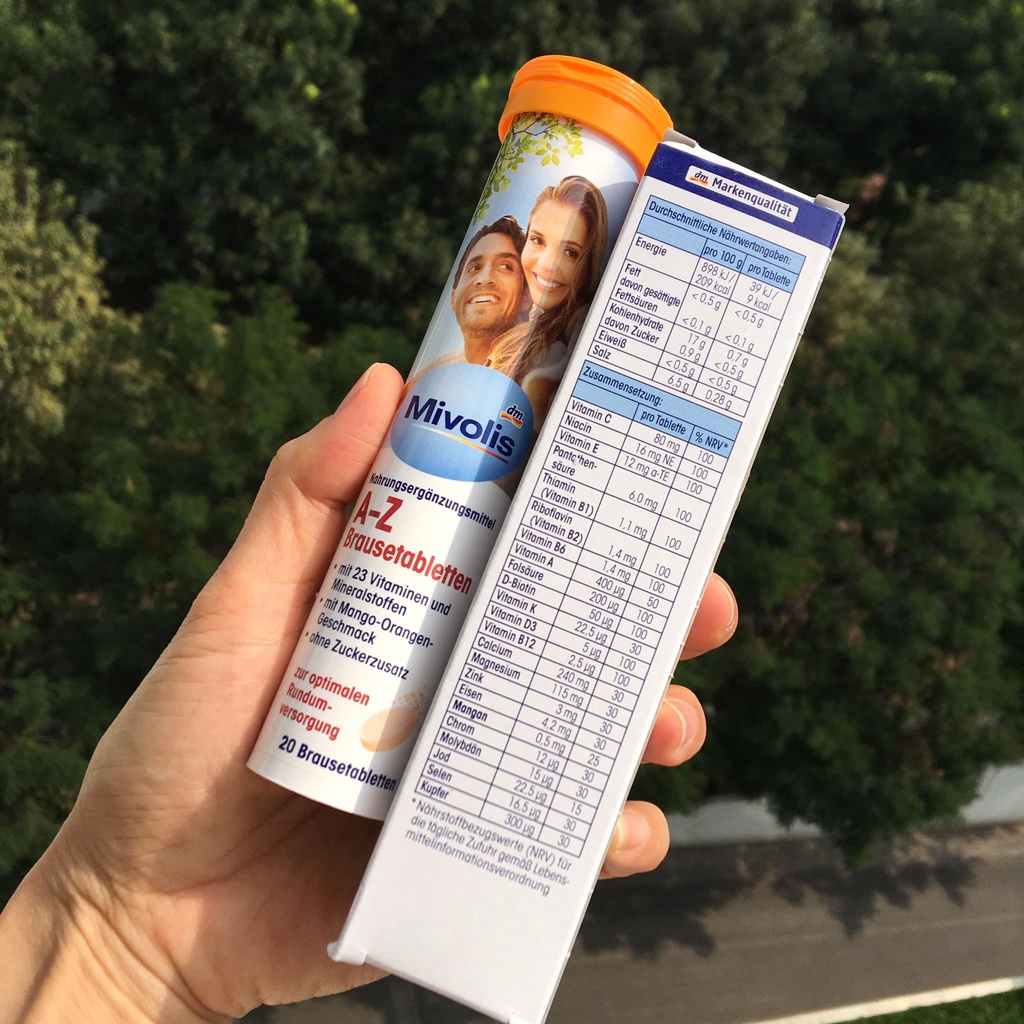 dm
Mivolis
Nahrungsergänzungsmittel
A-Z
Brausetabletten
• mit 23 Vitaminen und
Mineralstoffen
• mit Mango-Orangen-
Geschmack
• ohne Zuckerzusatz
zur optimalen
Rundum-
versorgung
20 Brausetabletten
dm Markenqualität
Durchschnittliche Nährwertangaben:
pro 100 g pro Tablette
Energie 898 kJ / 39 kJ /
209 kcal 9 kcal
Fett <0,5 g <0,5 g
davon gesättigte
Fettsäuren <0,1 g <0,1 g
Kohlenhydrate 17 g 0,7 g
davon Zucker 0,9 g <0,5 g
Eiweiß <0,5 g <0,5 g
Salz 6,5 g 0,28 g
Zusammensetzung:
pro Tablette % NRV*
Vitamin C 80 mg 100
Niacin 16 mg NE 100
Vitamin E 12 mg α-TE 100
Pantothen-
säure 6,0 mg 100
Thiamin
(Vitamin B1) 1,1 mg 100
Riboflavin
(Vitamin B2) 1,4 mg 100
Vitamin B6 1,4 mg 100
Vitamin A 400 µg 50
Folsäure 200 µg 100
D-Biotin 50 µg 100
Vitamin K 22,5 µg 30
Vitamin D3 5 µg 100
Vitamin B12 2,5 µg 100
Calcium 240 mg 30
Magnesium 115 mg 30
Zink 3 mg 30
Eisen 4,2 mg 30
Mangan 0,5 mg 25
Chrom 12 µg 30
Molybdän 15 µg 30
Jod 22,5 µg 15
Selen 16,5 µg 30
Kupfer 300 µg 30
*Nährstoffbezugswerte (NRV) für
die tägliche Zufuhr gemäß Lebens-
mittelinformationsverordnung